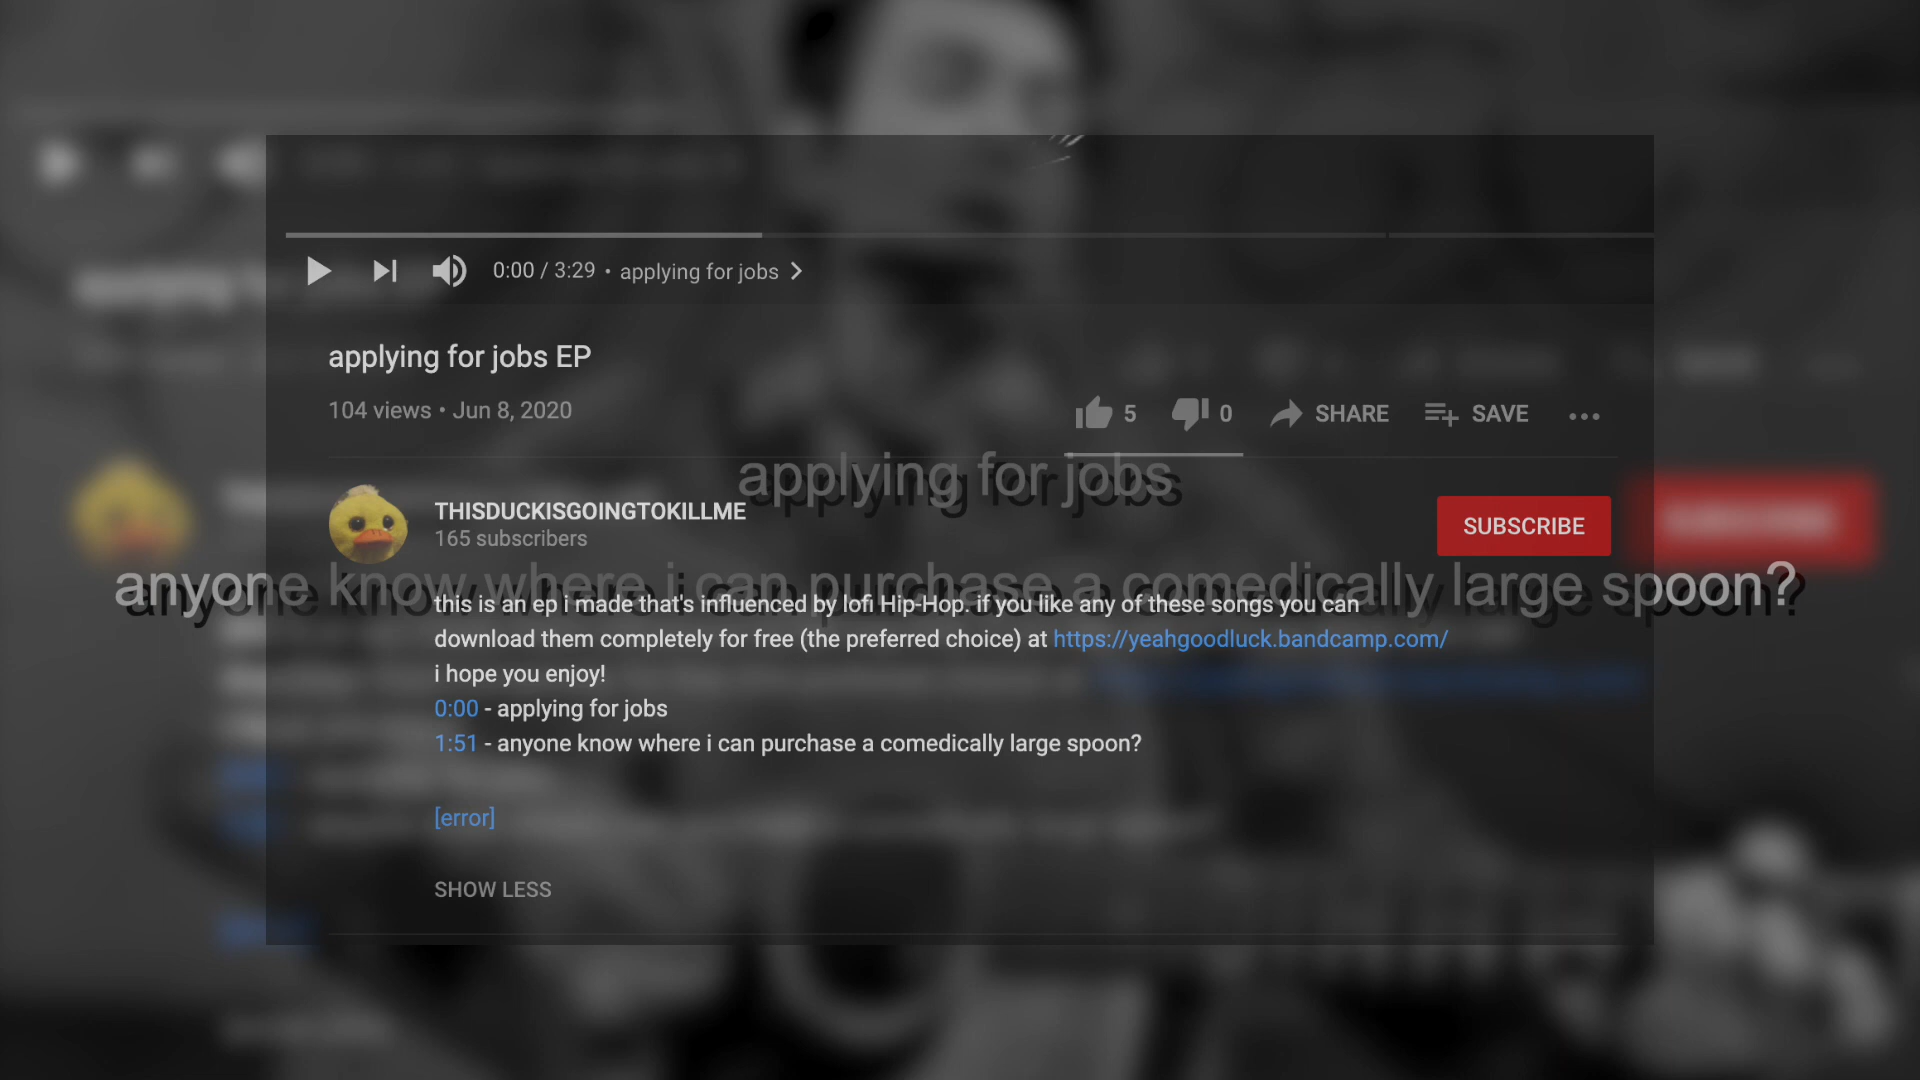 0:00 / 3:29 • applying for jobs >
applying for jobs EP
104 views • Jun 8, 2020
5 0 SHARE SAVE
applying for jobs
THISDUCKISGOINGTOKILLME
165 subscribers
SUBSCRIBE
anyone know where i can purchase a comedically large spoon?
this is an ep i made that's influenced by lofi Hip-Hop. if you like any of these songs you can
download them completely for free (the preferred choice) at https://yeahgoodluck.bandcamp.com/
i hope you enjoy!
0:00 - applying for jobs
1:51 - anyone know where i can purchase a comedically large spoon?
[error]
SHOW LESS